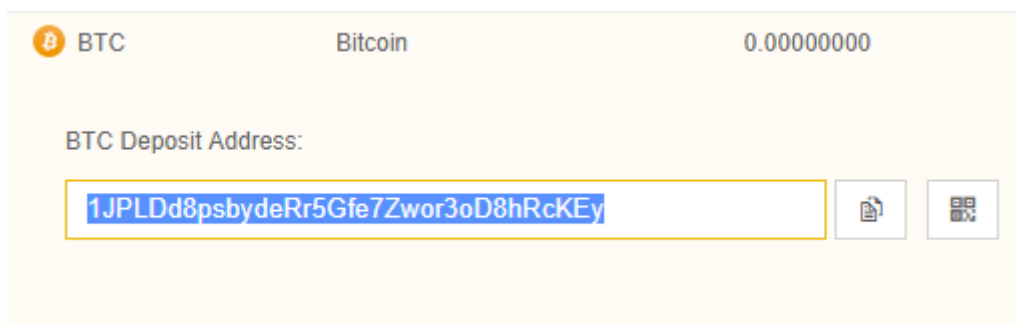 BTC Bitcoin 0.00000000
BTC Deposit Address:
1JPLDd8psbydeRr5Gfe7Zwor3oD8hRcKEy